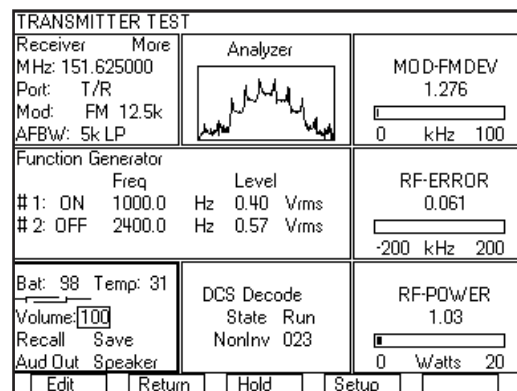 TRANSMITTER TEST
Receiver More
MHz: 151.625000
Port: T/R
Mod: FM 12.5k
AFBW: 5k LP
Analyzer
MOD-FMDEV
1.276
0 kHz 100
Function Generator
Freq Level
#1: ON 1000.0 Hz 0.40 Vrms
#2: OFF 2400.0 Hz 0.57 Vrms
RF-ERROR
0.061
-200 kHz 200
Bat: 98 Temp: 31
Volume: 100
Recall Save
Aud Out Speaker
DCS Decode
State Run
NonInv 023
RF-POWER
1.03
0 Watts 20
Edit Return Hold Setup